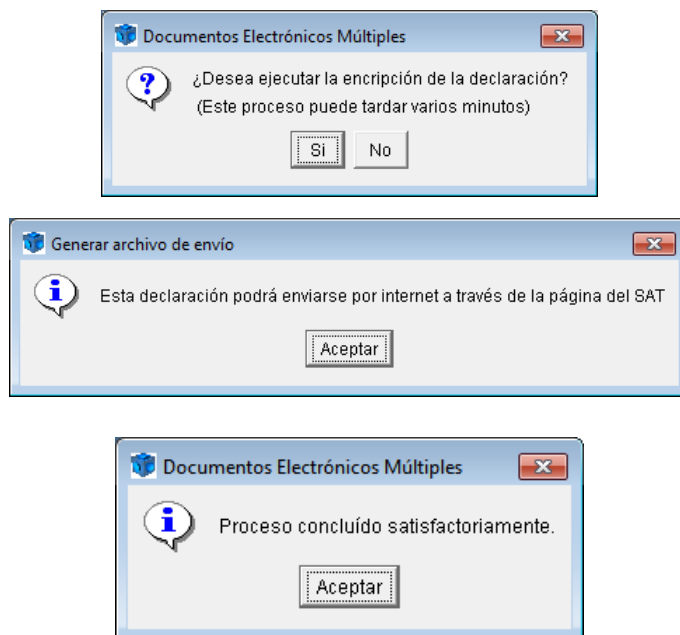 Documentos Electrónicos Múltiples
¿Desea ejecutar la encripción de la declaración?
(Este proceso puede tardar varios minutos)
Si No
Generar archivo de envío
Esta declaración podrá enviarse por internet a través de la página del SAT
Aceptar
Documentos Electrónicos Múltiples
Proceso concluído satisfactoriamente.
Aceptar